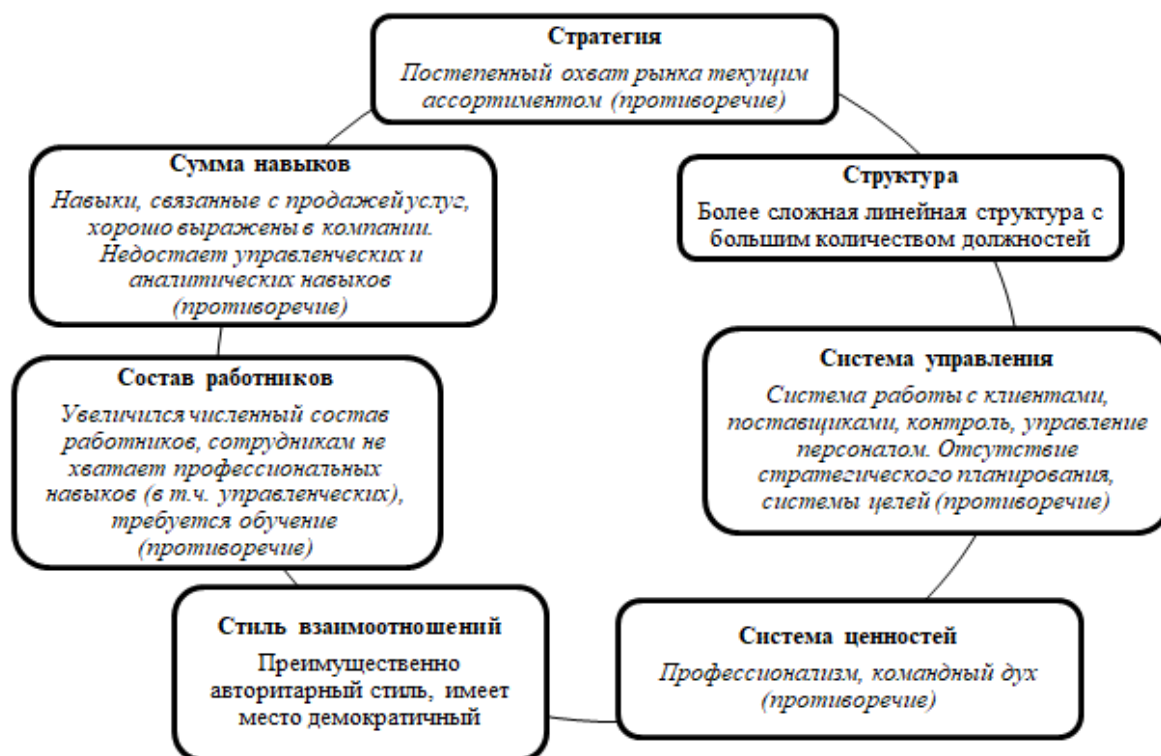 Стратегия
Постепенный охват рынка текущим
ассортиментом (противоречие)
Сумма навыков
Навыки, связанные с продажей услуг,
хорошо выражены в компании.
Недостает управленческих и
аналитических навыков
(противоречие)
Структура
Более сложная линейная структура с
большим количеством должностей
Состав работников
Увеличился численный состав
работников, сотрудникам не
хватает профессиональных
навыков (в т.ч. управленческих),
требуется обучение
(противоречие)
Система управления
Система работы с клиентами,
поставщиками, контроль, управление
персоналом. Отсутствие
стратегического планирования,
системы целей (противоречие)
Стиль взаимоотношений
Преимущественно
авторитарный стиль, имеет
место демократичный
Система ценностей
Профессионализм, командный дух
(противоречие)